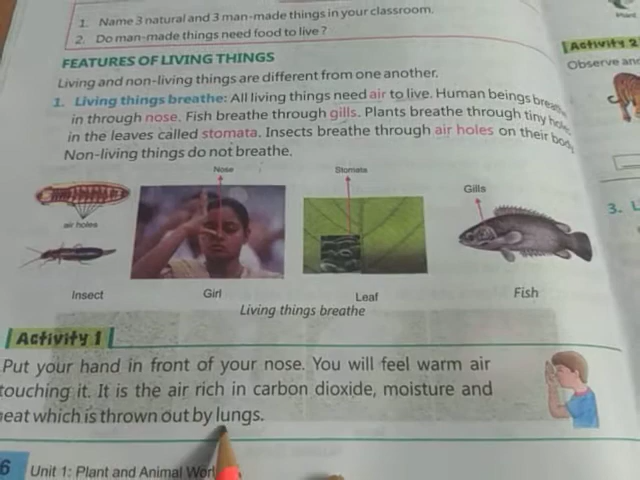 1. Name 3 natural and 3 man-made things in your classroom.
2. Do man-made things need food to live ?
FEATURES OF LIVING THINGS
Living and non-living things are different from one another.
1. Living things breathe: All living things need air to live. Human beings breathe
in through nose. Fish breathe through gills. Plants breathe through tiny holes
in the leaves called stomata. Insects breathe through air holes on their body.
Non-living things do not breathe.
Nose
Stomata
Gills
air holes
Insect
Girl
Leaf
Fish
Living things breathe
Activity 1
Put your hand in front of your nose. You will feel warm air
touching it. It is the air rich in carbon dioxide, moisture and
heat which is thrown out by lungs.
6 Unit 1: Plant and Animal Worl
Plant
Activity 2
Observe and
3. L